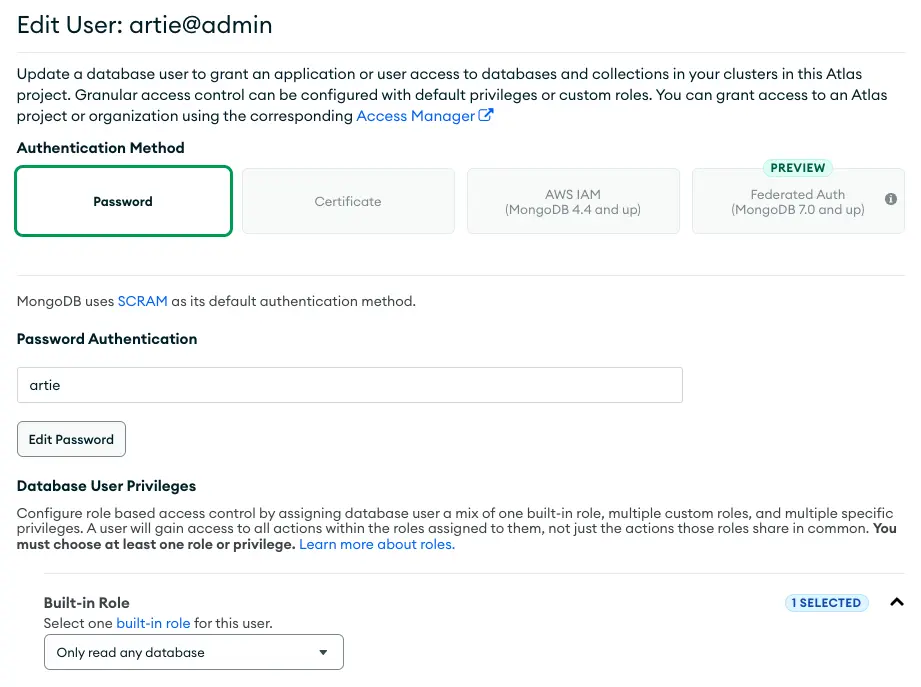 Edit User: artie@admin
Update a database user to grant an application or user access to databases and collections in your clusters in this Atlas
project. Granular access control can be configured with default privileges or custom roles. You can grant access to an Atlas
project or organization using the corresponding Access Manager
Authentication Method
Password
Certificate
AWS IAM
(MongoDB 4.4 and up)
PREVIEW
Federated Auth
(MongoDB 7.0 and up)
MongoDB uses SCRAM as its default authentication method.
Password Authentication
artie
Edit Password
Database User Privileges
Configure role based access control by assigning database user a mix of one built-in role, multiple custom roles, and multiple specific
privileges. A user will gain access to all actions within the roles assigned to them, not just the actions those roles share in common. You
must choose at least one role or privilege. Learn more about roles.
Built-in Role
1 SELECTED
Select one built-in role for this user.
Only read any database